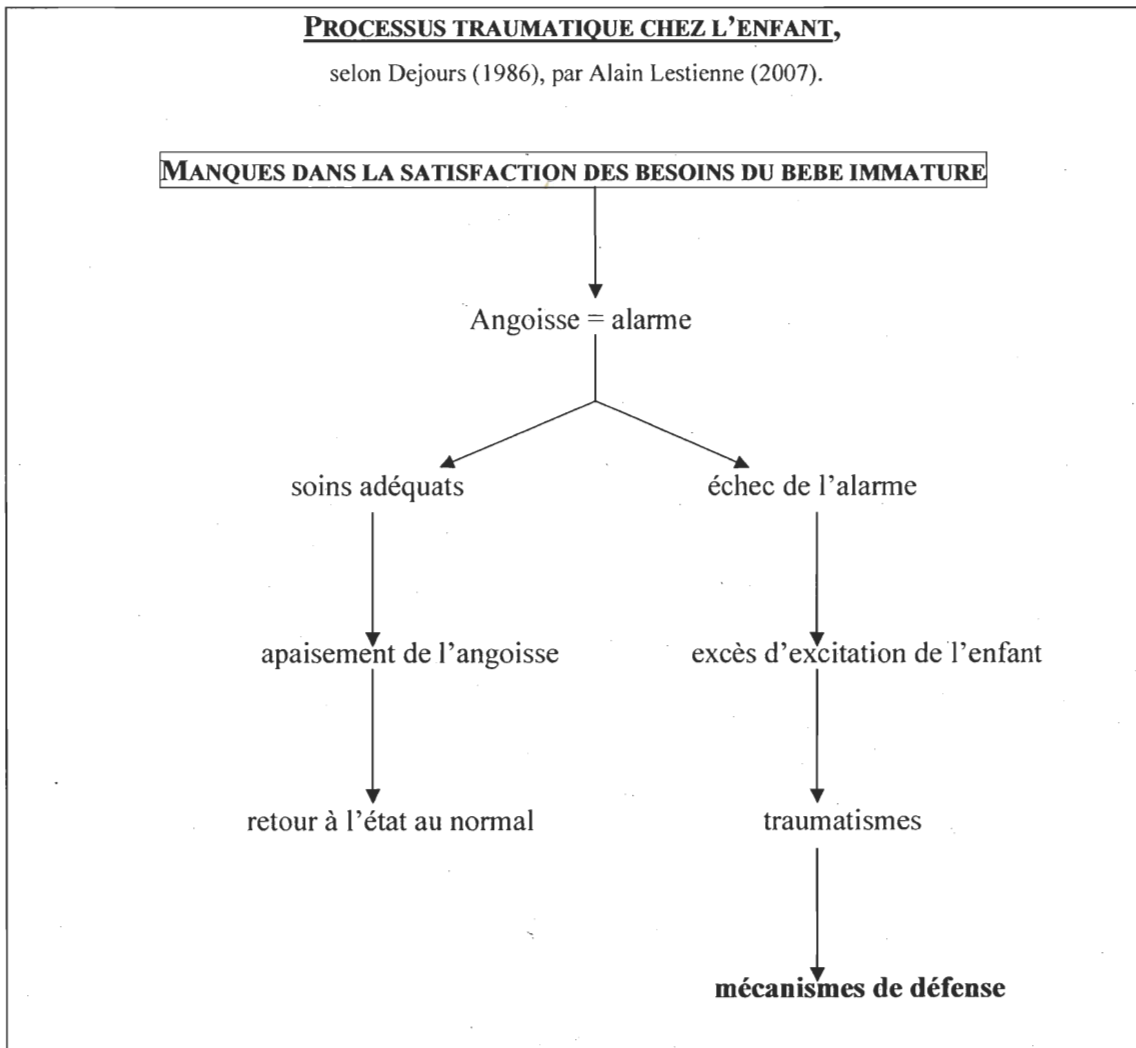 PROCESSUS TRAUMATIQUE CHEZ L'ENFANT,
selon Dejours (1986), par Alain Lestienne (2007).
MANQUES DANS LA SATISFACTION DES BESOINS DU BEBE IMMATURE
Angoisse = alarme
soins adéquats
échec de l'alarme
apaisement de l'angoisse
excès d'excitation de l'enfant
retour à l'état au normal
traumatismes
mécanismes de défense